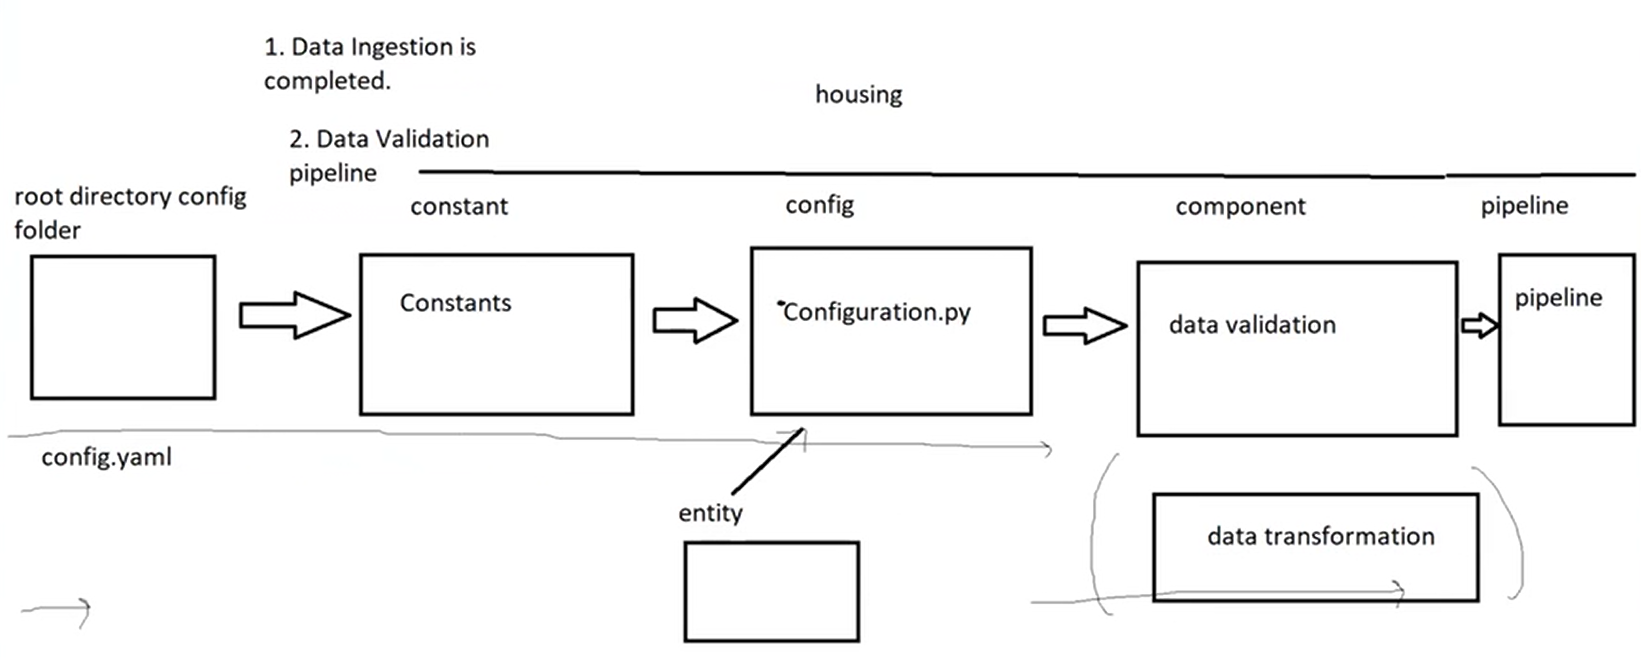 1. Data Ingestion is
completed.
housing
2. Data Validation
pipeline
root directory config
folder
constant
config
component
pipeline
Constants
Configuration.py
data validation
pipeline
config.yaml
entity
data transformation